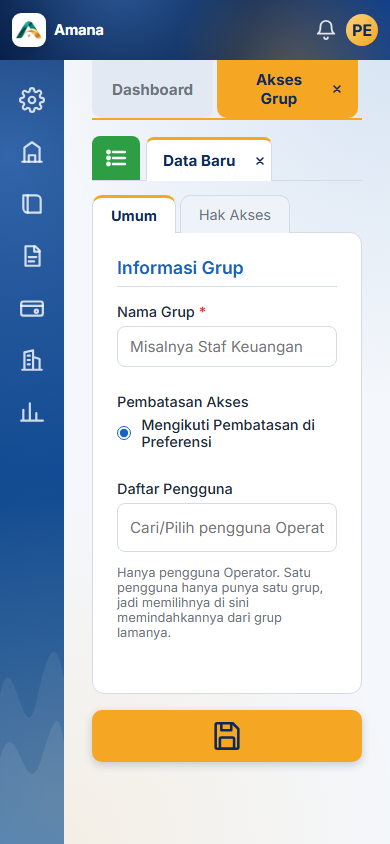 Amana
PE
Dashboard
Akses
Grup
×
Data Baru
×
Umum
Hak Akses
Informasi Grup
Nama Grup *
Misalnya Staf Keuangan
Pembatasan Akses
Mengikuti Pembatasan di
Preferensi
Daftar Pengguna
Cari/Pilih pengguna Operat
Hanya pengguna Operator. Satu
pengguna hanya punya satu grup,
jadi memilihnya di sini
memindahkannya dari grup
lamanya.